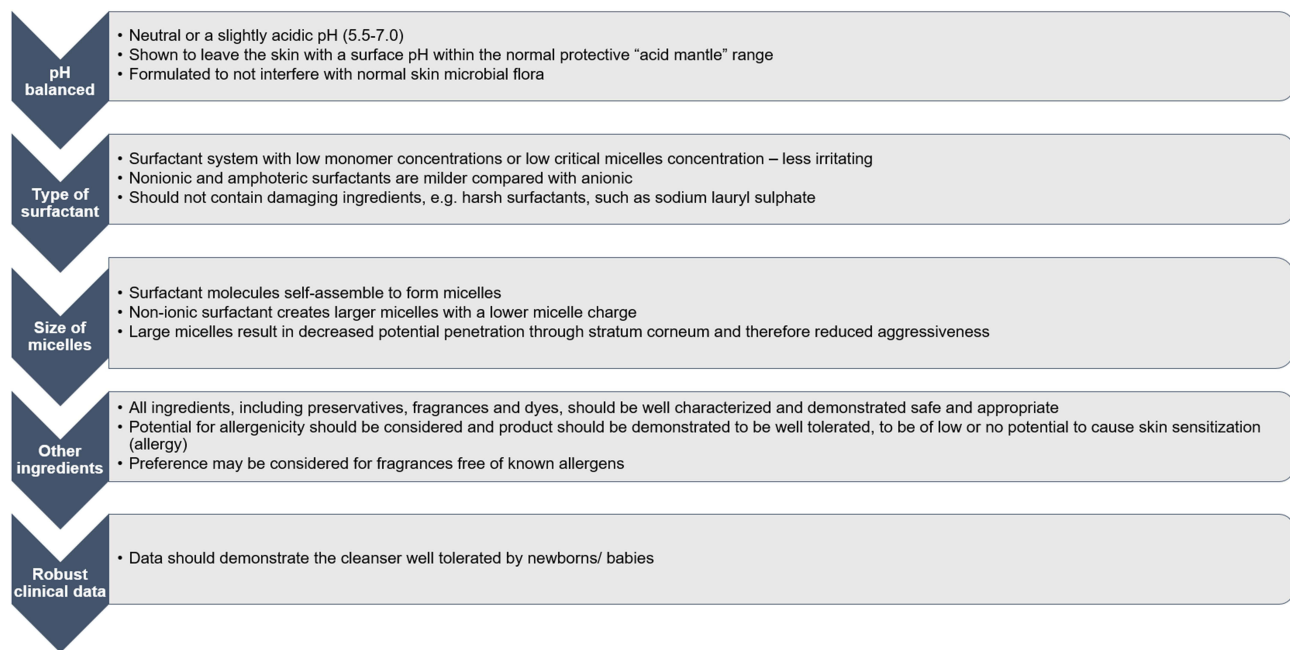 pH
balanced
• Neutral or a slightly acidic pH (5.5-7.0)
• Shown to leave the skin with a surface pH within the normal protective “acid mantle” range
• Formulated to not interfere with normal skin microbial flora
Type of
surfactant
• Surfactant system with low monomer concentrations or low critical micelles concentration – less irritating
• Nonionic and amphoteric surfactants are milder compared with anionic
• Should not contain damaging ingredients, e.g. harsh surfactants, such as sodium lauryl sulphate
Size of
micelles
• Surfactant molecules self-assemble to form micelles
• Non-ionic surfactant creates larger micelles with a lower micelle charge
• Large micelles result in decreased potential penetration through stratum corneum and therefore reduced aggressiveness
Other
ingredients
• All ingredients, including preservatives, fragrances and dyes, should be well characterized and demonstrated safe and appropriate
• Potential for allergenicity should be considered and product should be demonstrated to be well tolerated, to be of low or no potential to cause skin sensitization
(allergy)
• Preference may be considered for fragrances free of known allergens
Robust
clinical data
• Data should demonstrate the cleanser well tolerated by newborns/ babies